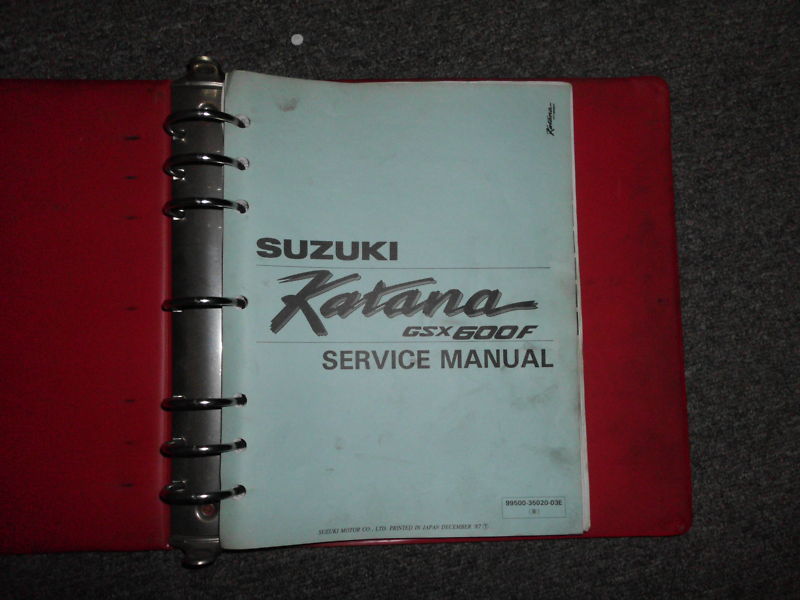 Katana
SUZUKI
Katana
GSX600F
SERVICE MANUAL
99500-35020-03E
SUZUKI MOTOR CO., LTD. PRINTED IN JAPAN DECEMBER '87